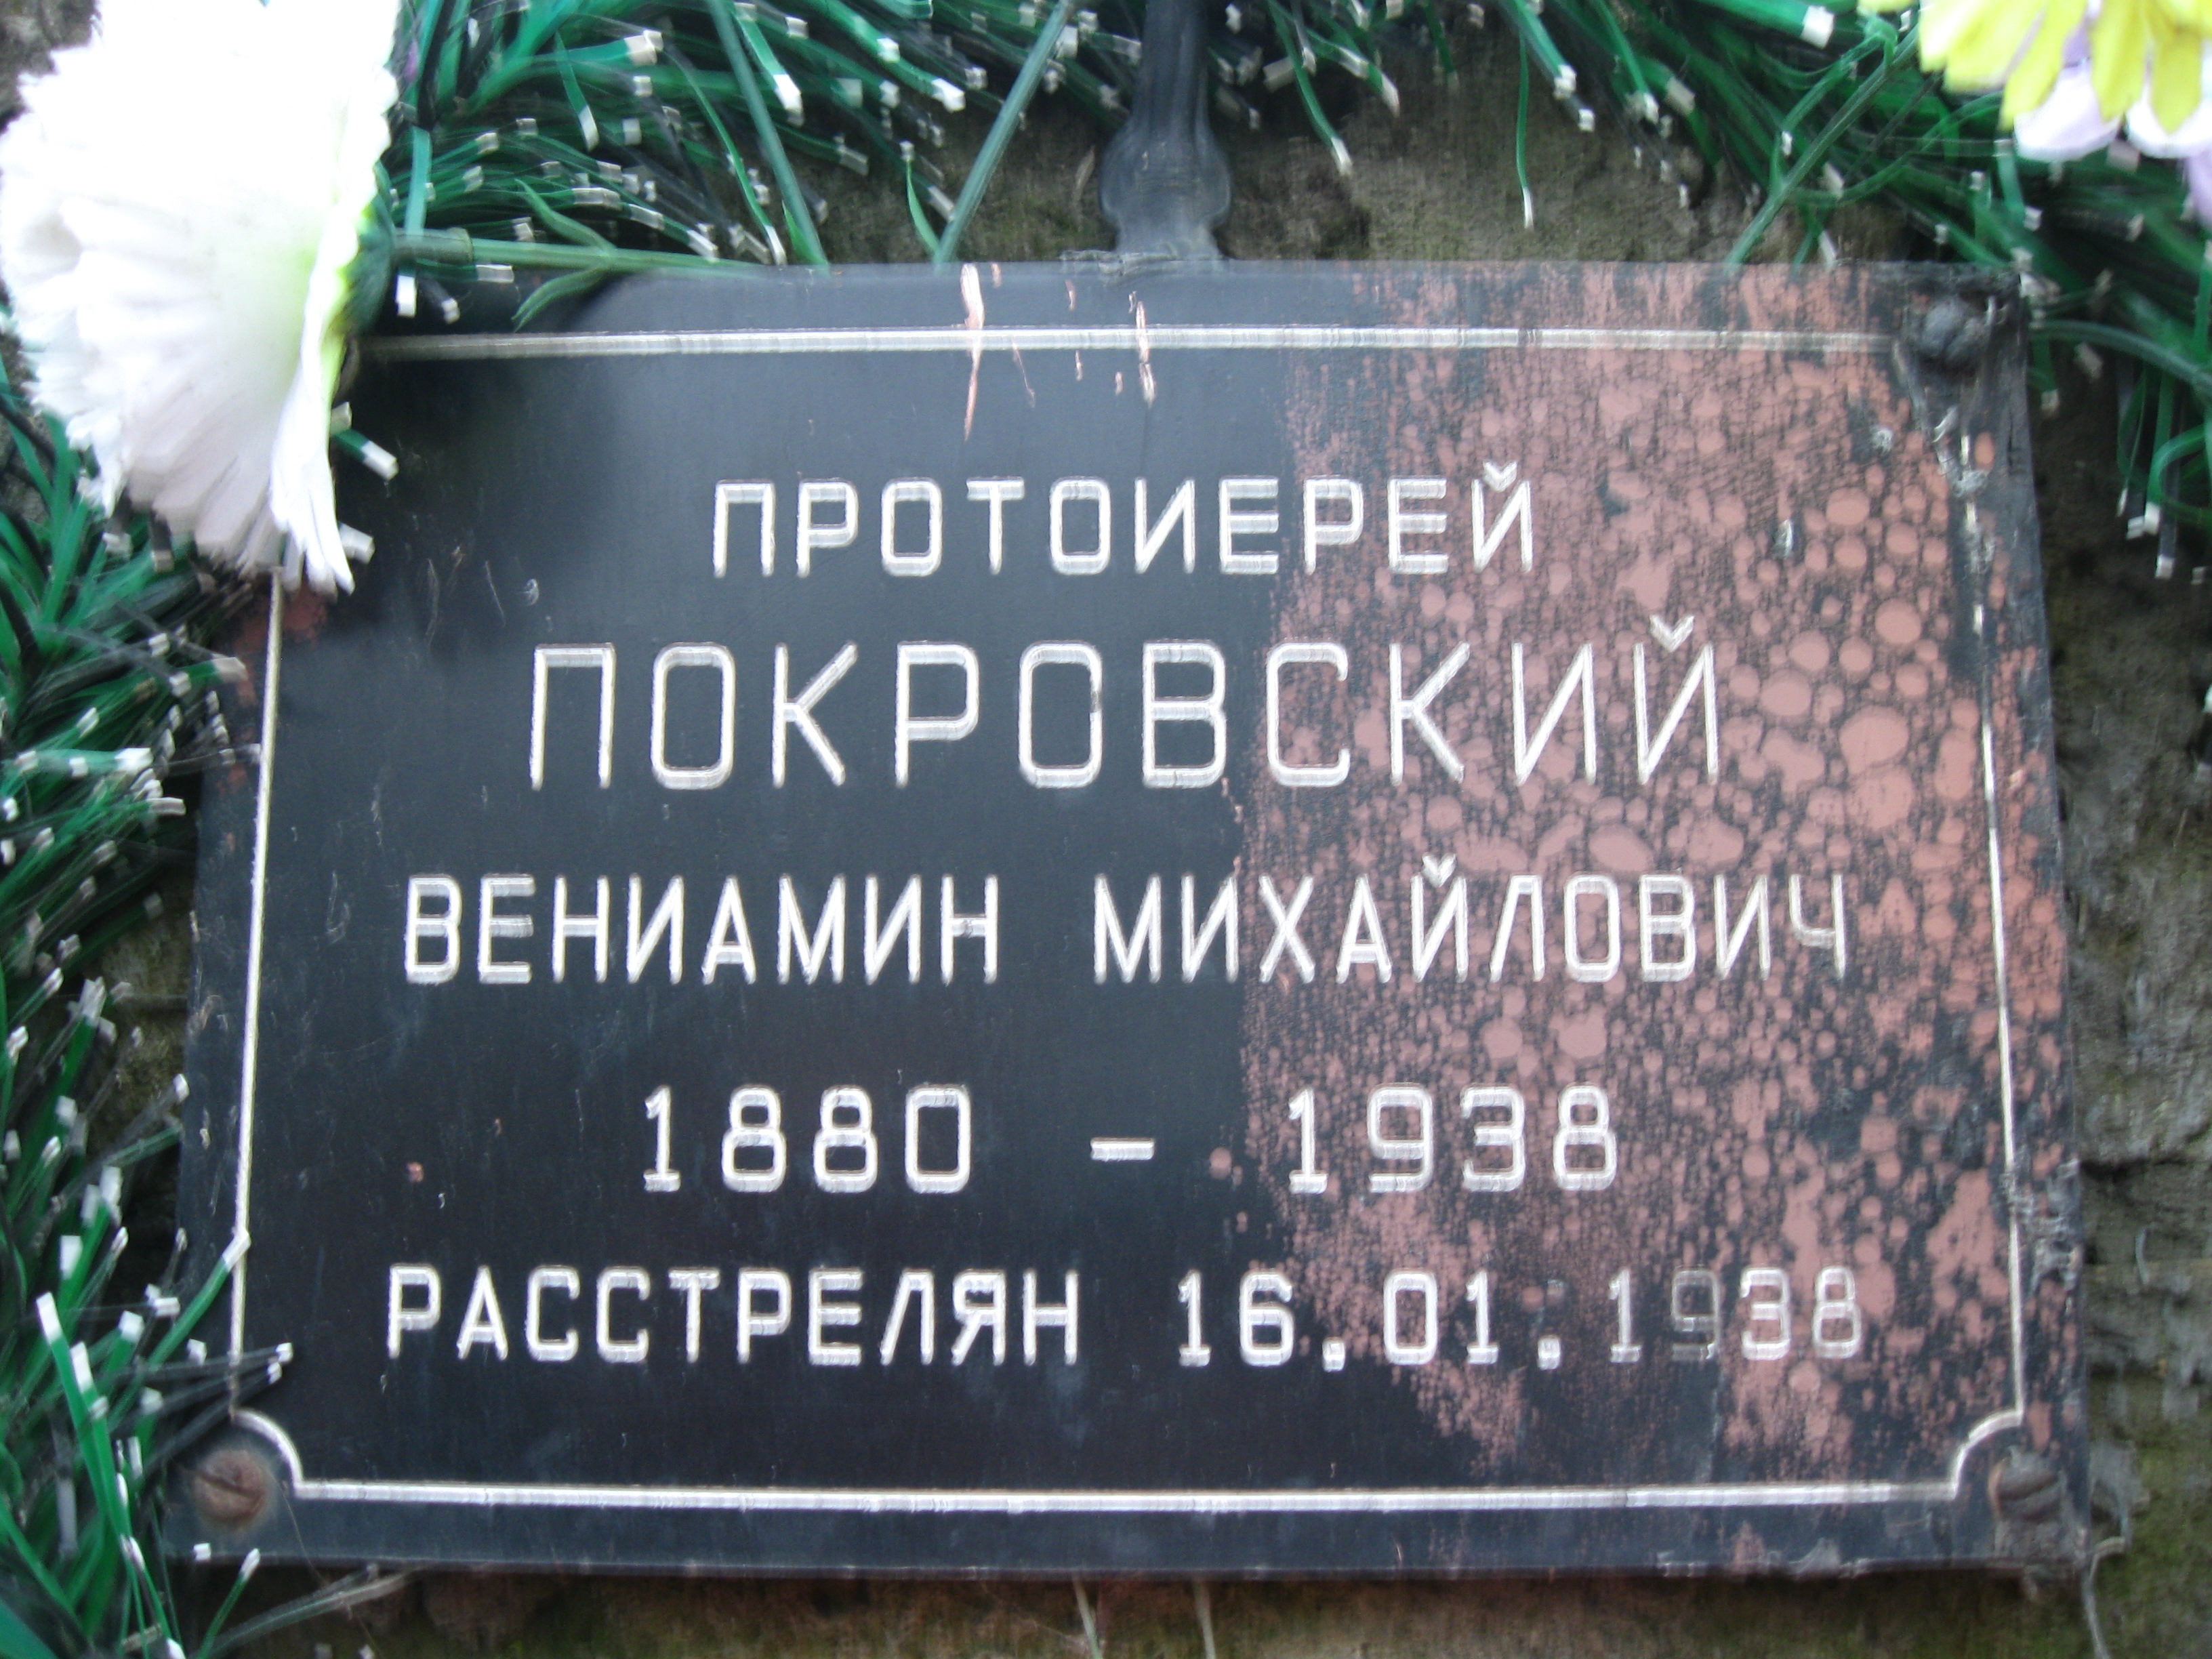 ПРОТОИЕРЕЙ
ПОКРОВСКИЙ
ВЕНИАМИН МИХАЙЛОВИЧ
1880 - 1938
РАССТРЕЛЯН 16.01.1938